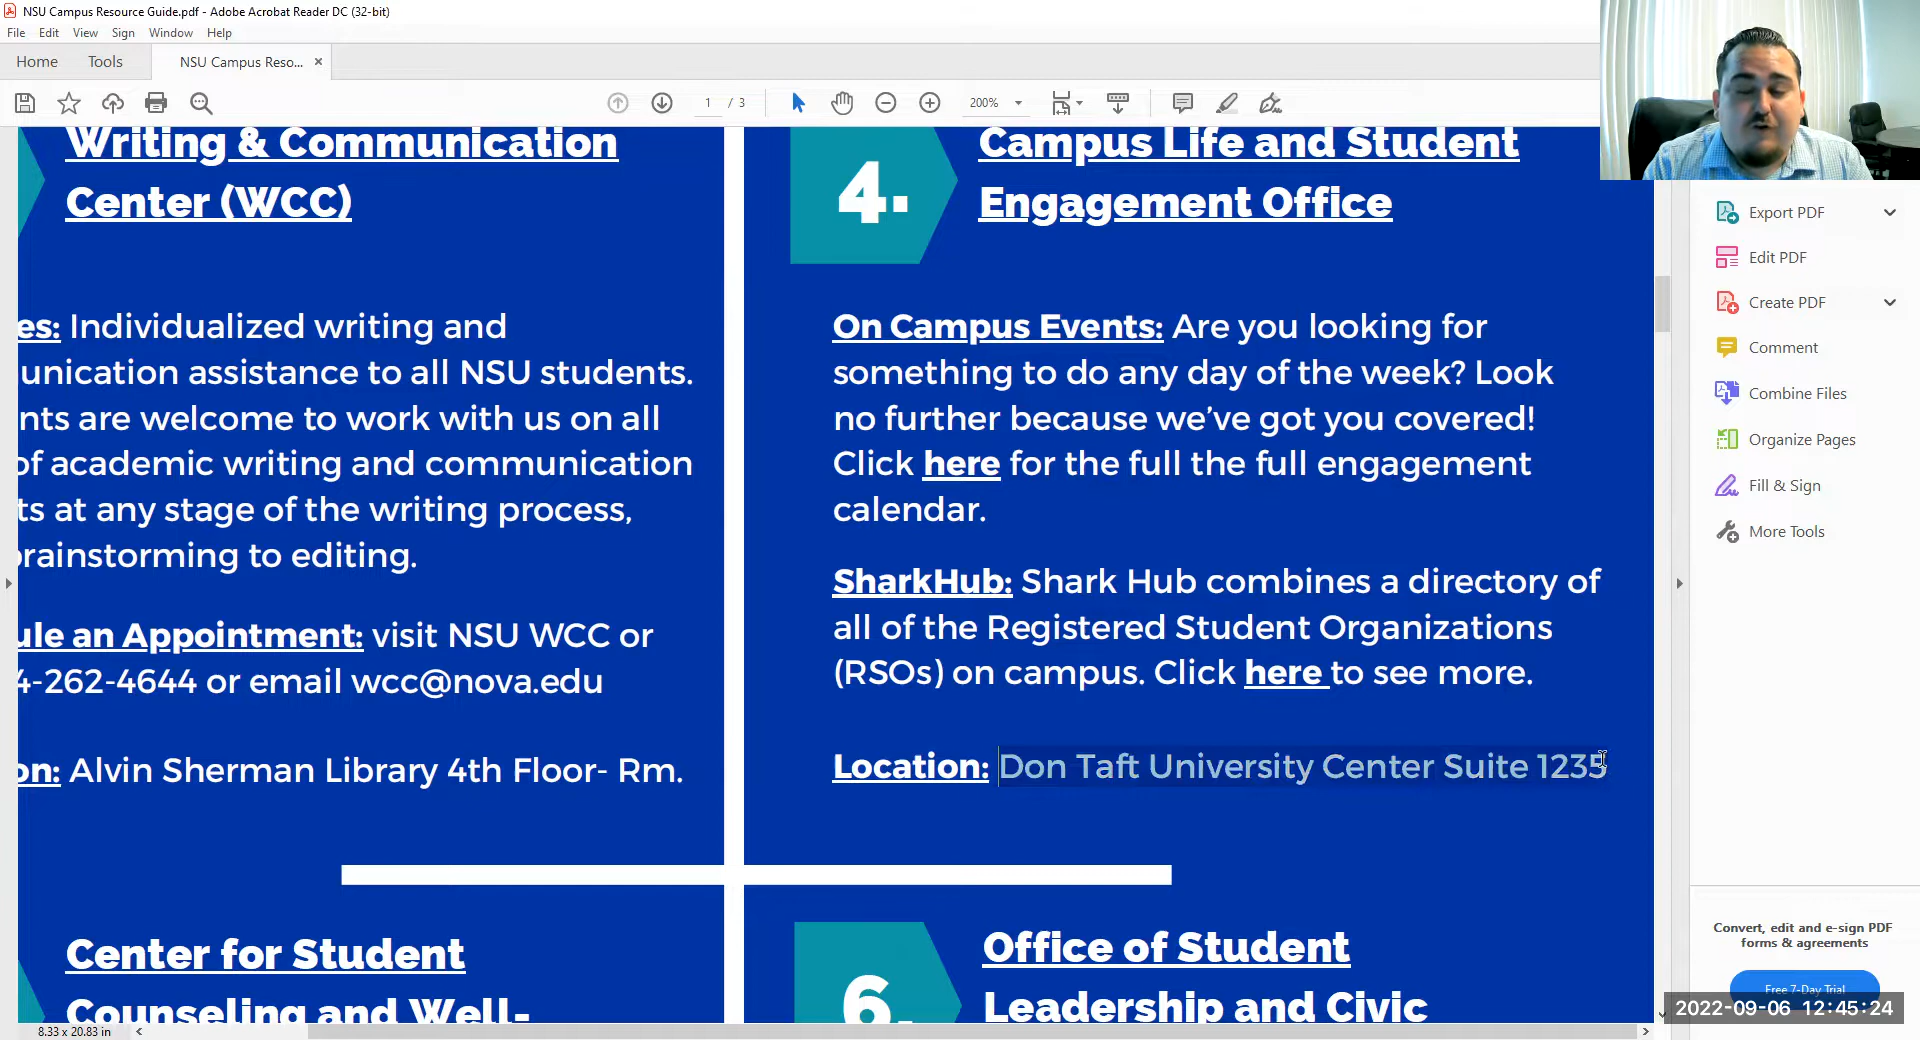 NSU Campus Resource Guide.pdf - Adobe Acrobat Reader DC (32-bit)
File Edit View Sign Window Help
Home Tools NSU Campus Reso... ×
1 / 3 200%
Writing & Communication
Center (WCC)
es: Individualized writing and
unication assistance to all NSU students.
nts are welcome to work with us on all
of academic writing and communication
ts at any stage of the writing process,
rainstorming to editing.
ule an Appointment: visit NSU WCC or
4-262-4644 or email wcc@nova.edu
on: Alvin Sherman Library 4th Floor- Rm.
4.
Campus Life and Student
Engagement Office
On Campus Events: Are you looking for
something to do any day of the week? Look
no further because we’ve got you covered!
Click here for the full the full engagement
calendar.
SharkHub: Shark Hub combines a directory of
all of the Registered Student Organizations
(RSOs) on campus. Click here to see more.
Location: Don Taft University Center Suite 1235
Center for Student
Counseling and Well-
6.
Office of Student
Leadership and Civic
Export PDF
Edit PDF
Create PDF
Comment
Combine Files
Organize Pages
Fill & Sign
More Tools
Convert, edit and e-sign PDF
forms & agreements
Free 7-Day Trial
8.33 x 20.83 in
2022-09-06 12:45:24